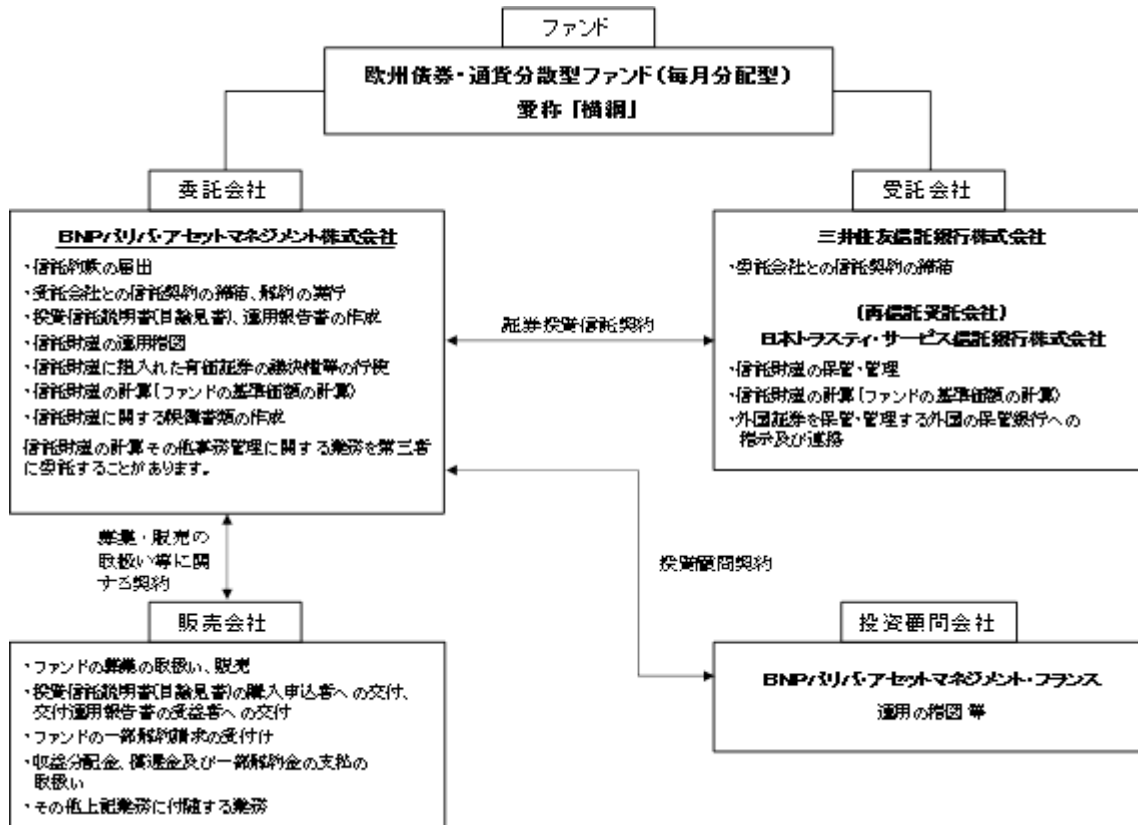 ファンド
欧州債券・通貨分散型ファンド(毎月分配型)
愛称「横綱」
委託会社
BNPパリバ・アセットマネジメント株式会社
・信託約款の届出
・受託会社との信託契約の締結、解約の実行
・投資信託説明書(目論見書)、運用報告書の作成
・信託財産の運用指図
・信託財産に組入れた有価証券の議決権等の行使
・信託財産の計算(ファンドの基準価額の計算)
・信託財産に関する帳簿書類の作成
信託財産の計算その他事務管理に関する業務を第三者
に委託することがあります。
証券投資信託契約
受託会社
三井住友信託銀行株式会社
・委託会社との信託契約の締結
(再信託受託会社)
日本トラスティ・サービス信託銀行株式会社
・信託財産の保管・管理
・信託財産の計算(ファンドの基準価額の計算)
・外国証券を保管・管理する外国の保管銀行への
指示及び連絡
募集・販売の
取扱い等に関
する契約
投資顧問契約
販売会社
・ファンドの募集の取扱い、販売
・投資信託説明書(目論見書)の購入申込者への交付、
交付運用報告書の受益者への交付
・ファンドの一部解約請求の受付け
・収益分配金、償還金及び一部解約金の支払の
取扱い
・その他上記業務に付随する業務
投資顧問会社
BNPパリバ・アセットマネジメント・フランス
運用の指図 等